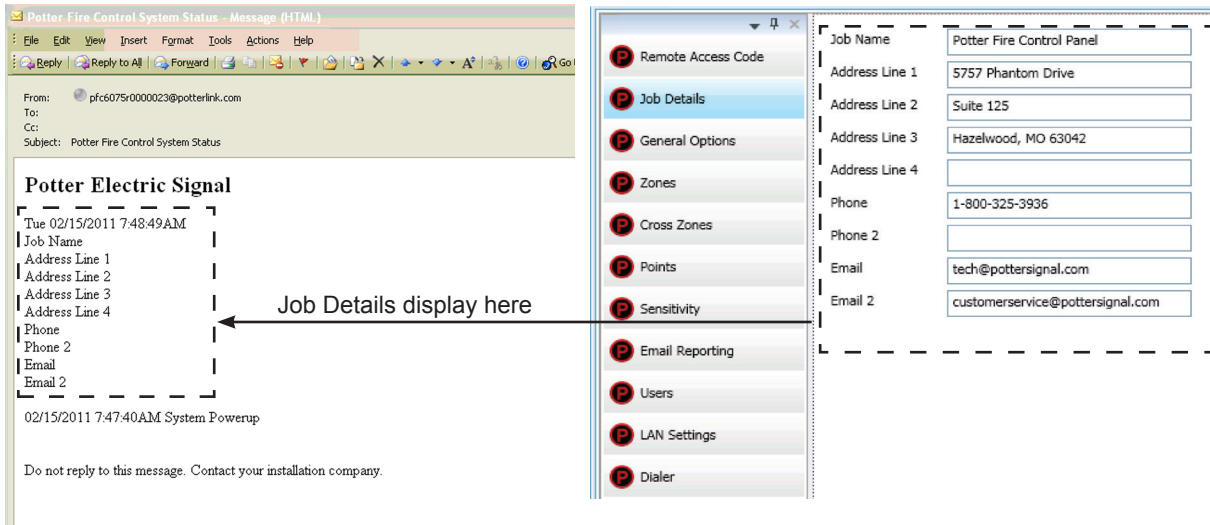 Potter Fire Control System Status - Message (HTML)
File Edit View Insert Format Tools Actions Help
Reply Reply to All Forward
From: pfc6075r0000023@potterlink.com
To:
Cc:
Subject: Potter Fire Control System Status
Potter Electric Signal
Tue 02/15/2011 7:48:49AM
Job Name
Address Line 1
Address Line 2
Address Line 3
Address Line 4
Phone
Phone 2
Email
Email 2
02/15/2011 7:47:40AM System Powerup
Do not reply to this message. Contact your installation company.
Job Details display here
Remote Access Code
Job Details
General Options
Zones
Cross Zones
Points
Sensitivity
Email Reporting
Users
LAN Settings
Dialer
Job Name Potter Fire Control Panel
Address Line 1 5757 Phantom Drive
Address Line 2 Suite 125
Address Line 3 Hazelwood, MO 63042
Address Line 4
Phone 1-800-325-3936
Phone 2
Email tech@pottersignal.com
Email 2 customerservice@pottersignal.com